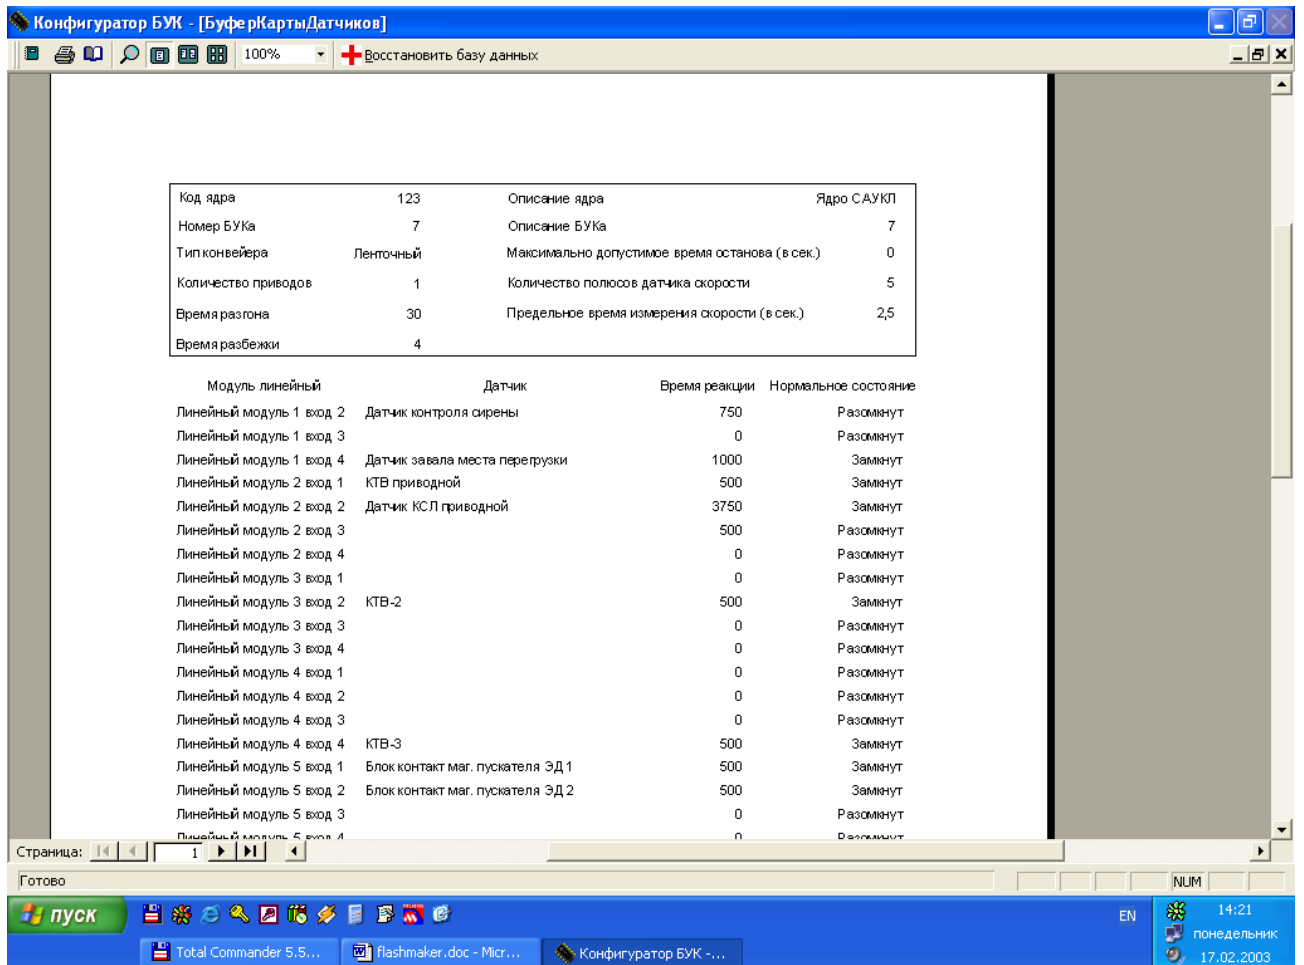 Конфигуратор БУК - [БуферКартыДатчиков]
100% Восстановить базу данных
Код ядра 123 Описание ядра Ядро САУКЛ
Номер БУКа 7 Описание БУКа 7
Тип конвейера Ленточный Максимально допустимое время останова (в сек.) 0
Количество приводов 1 Количество полюсов датчика скорости 5
Время разгона 30 Предельное время измерения скорости (в сек.) 2,5
Время разбежки 4
Модуль линейный Датчик Время реакции Нормальное состояние
Линейный модуль 1 вход 2 Датчик контроля сирены 750 Разомкнут
Линейный модуль 1 вход 3 0 Разомкнут
Линейный модуль 1 вход 4 Датчик завала места перегрузки 1000 Замкнут
Линейный модуль 2 вход 1 КТВ приводной 500 Замкнут
Линейный модуль 2 вход 2 Датчик КСЛ приводной 3750 Замкнут
Линейный модуль 2 вход 3 500 Разомкнут
Линейный модуль 2 вход 4 0 Разомкнут
Линейный модуль 3 вход 1 0 Разомкнут
Линейный модуль 3 вход 2 КТВ-2 500 Замкнут
Линейный модуль 3 вход 3 0 Разомкнут
Линейный модуль 3 вход 4 0 Разомкнут
Линейный модуль 4 вход 1 0 Разомкнут
Линейный модуль 4 вход 2 0 Разомкнут
Линейный модуль 4 вход 3 0 Разомкнут
Линейный модуль 4 вход 4 КТВ-3 500 Замкнут
Линейный модуль 5 вход 1 Блок контакт маг. пускателя ЭД 1 500 Замкнут
Линейный модуль 5 вход 2 Блок контакт маг. пускателя ЭД 2 500 Замкнут
Линейный модуль 5 вход 3 0 Разомкнут
Линейный модуль 5 вход 4 0 Разомкнут
Страница: 1
Готово NUM
пуск EN 14:21
понедельник
Total Commander 5.5... flashmaker.doc - Micr... Конфигуратор БУК -... 17.02.2003